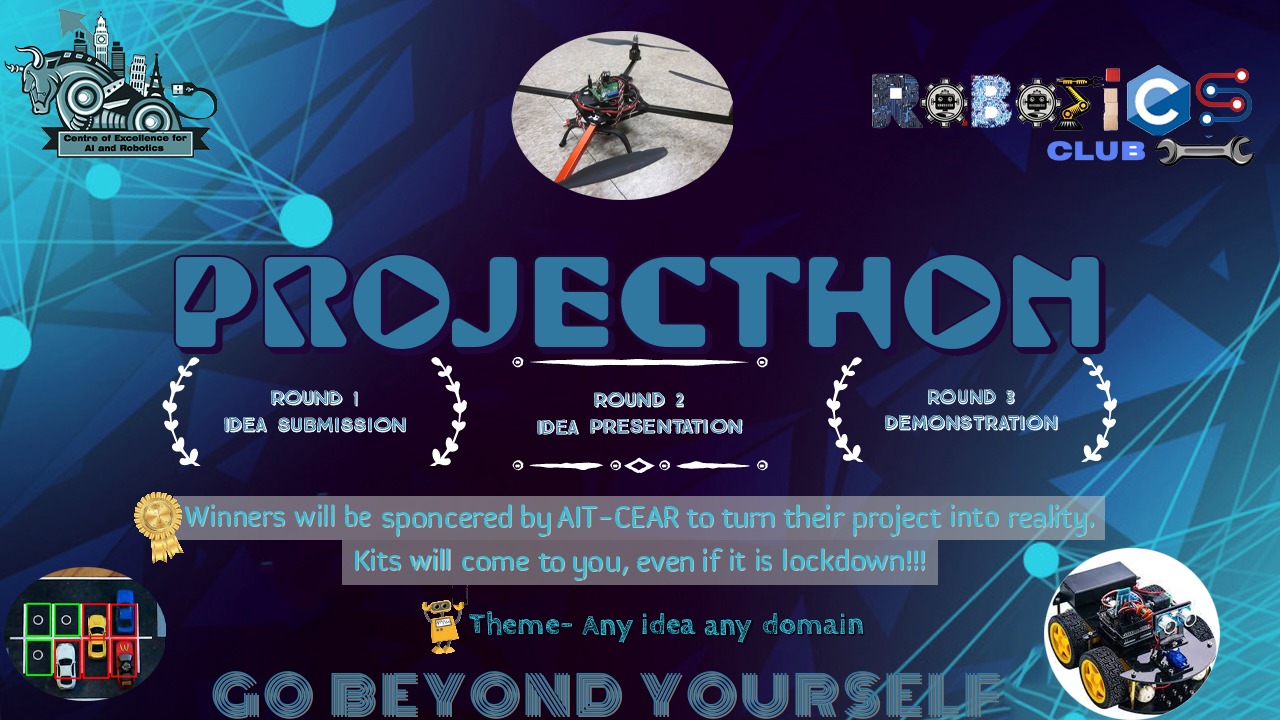 Centre of Excellence for
AI and Robotics
ROBOTICS
CLUB
PROJECTHON
ROUND 1
IDEA SUBMISSION
ROUND 2
IDEA PRESENTATION
ROUND 3
DEMONSTRATION
Winners will be sponcered by AIT-CEAR to turn their project into reality.
Kits will come to you, even if it is lockdown!!!
Theme- Any idea any domain
GO BEYOND YOURSELF